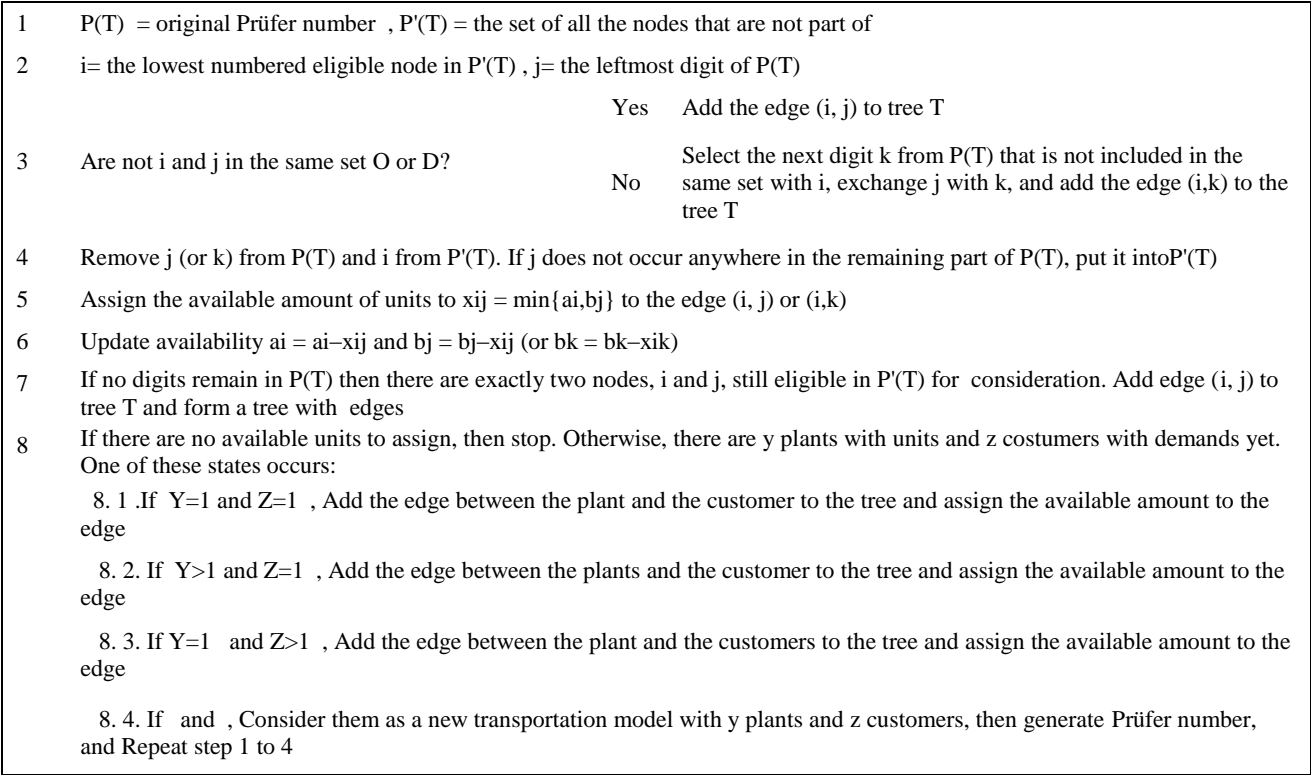 1 P(T) = original Prüfer number , P'(T) = the set of all the nodes that are not part of
2 i= the lowest numbered eligible node in P'(T) , j= the leftmost digit of P(T)
Yes Add the edge (i, j) to tree T
3 Are not i and j in the same set O or D?
No Select the next digit k from P(T) that is not included in the
same set with i, exchange j with k, and add the edge (i,k) to the
tree T
4 Remove j (or k) from P(T) and i from P'(T). If j does not occur anywhere in the remaining part of P(T), put it intoP'(T)
5 Assign the available amount of units to xij = min{ai,bj} to the edge (i, j) or (i,k)
6 Update availability ai = ai−xij and bj = bj−xij (or bk = bk−xik)
7 If no digits remain in P(T) then there are exactly two nodes, i and j, still eligible in P'(T) for consideration. Add edge (i, j) to
tree T and form a tree with edges
8 If there are no available units to assign, then stop. Otherwise, there are y plants with units and z costumers with demands yet.
One of these states occurs:
8. 1 .If Y=1 and Z=1 , Add the edge between the plant and the customer to the tree and assign the available amount to the
edge
8. 2. If Y>1 and Z=1 , Add the edge between the plants and the customer to the tree and assign the available amount to the
edge
8. 3. If Y=1 and Z>1 , Add the edge between the plant and the customers to the tree and assign the available amount to the
edge
8. 4. If and , Consider them as a new transportation model with y plants and z customers, then generate Prüfer number,
and Repeat step 1 to 4